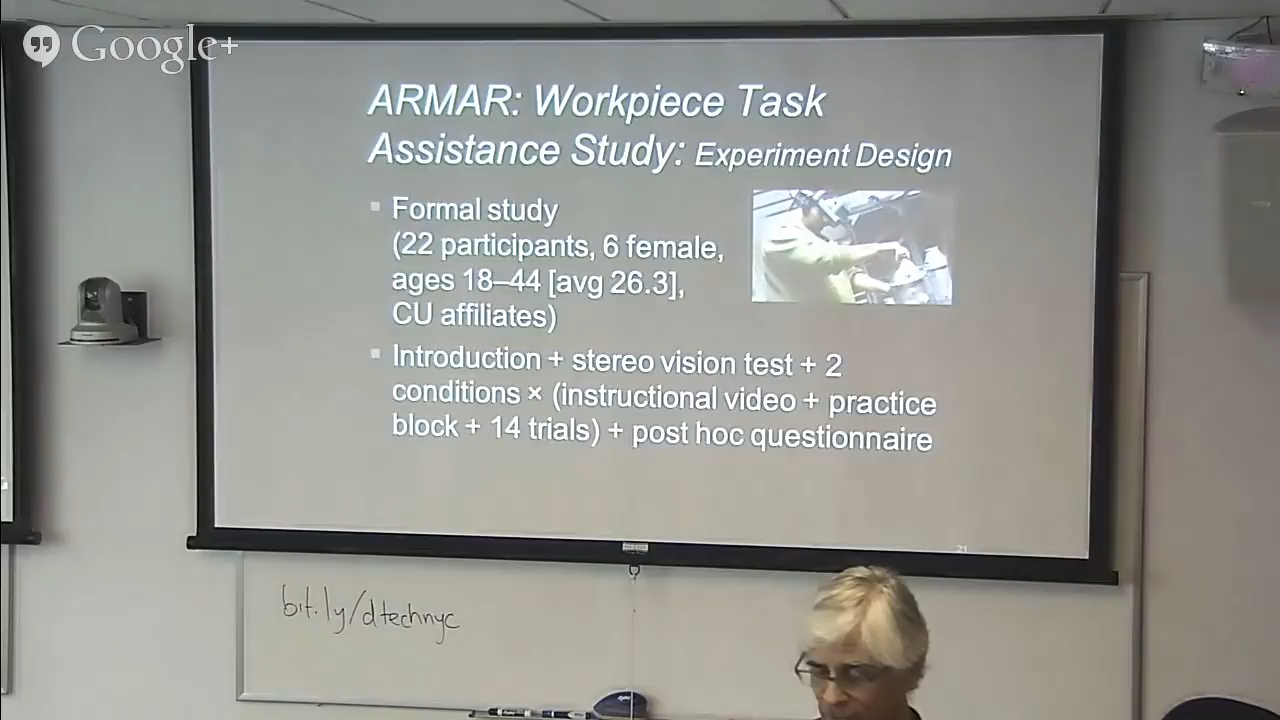 Google+
ARMAR: Workpiece Task
Assistance Study: Experiment Design
Formal study
(22 participants, 6 female,
ages 18–44 [avg 26.3],
CU affiliates)
Introduction + stereo vision test + 2
conditions × (instructional video + practice
block + 14 trials) + post hoc questionnaire
21
bit.ly/dtechnyc